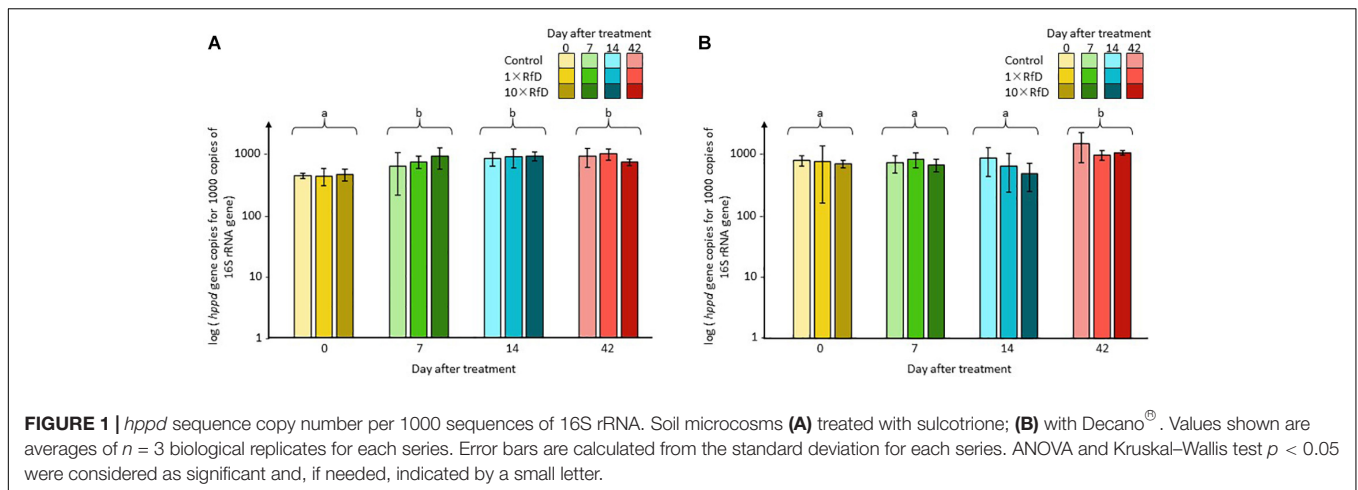 A
Day after treatment
0 7 14 42
Control
1×RfD
10×RfD
a b b b
log ( hppd gene copies for 1000 copies of
16S rRNA gene)
1000
100
10
1
0 7 14 42
Day after treatment
B
Day after treatment
0 7 14 42
Control
1×RfD
10×RfD
a a a b
log ( hppd gene copies for 1000 copies of
16S rRNA gene)
1000
100
10
1
0 7 14 42
Day after treatment
FIGURE 1 | hppd sequence copy number per 1000 sequences of 16S rRNA. Soil microcosms (A) treated with sulcotrione; (B) with Decano®. Values shown are
averages of n = 3 biological replicates for each series. Error bars are calculated from the standard deviation for each series. ANOVA and Kruskal–Wallis test p < 0.05
were considered as significant and, if needed, indicated by a small letter.